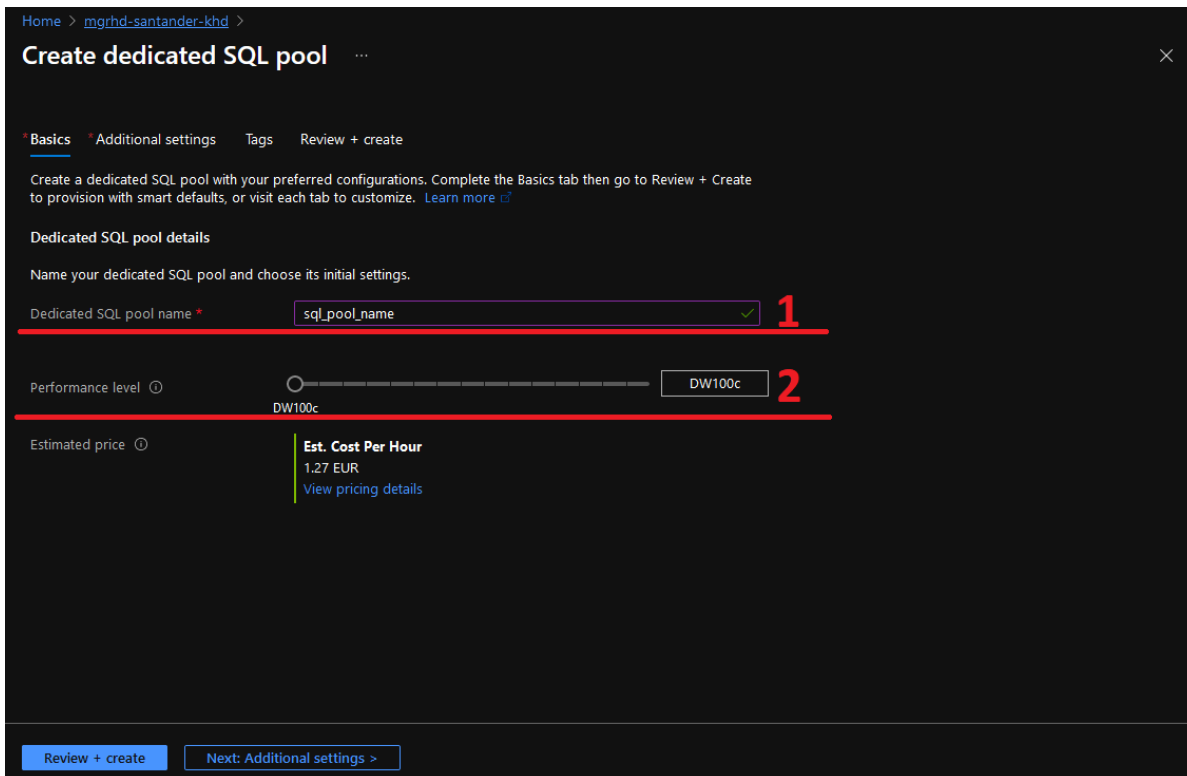 Home > mgrhd-santander-khd >
Create dedicated SQL pool ...
* Basics * Additional settings Tags Review + create
Create a dedicated SQL pool with your preferred configurations. Complete the Basics tab then go to Review + Create
to provision with smart defaults, or visit each tab to customize. Learn more
Dedicated SQL pool details
Name your dedicated SQL pool and choose its initial settings.
Dedicated SQL pool name * sql_pool_name 1
Performance level DW100c 2
DW100c
Estimated price Est. Cost Per Hour
1.27 EUR
View pricing details
Review + create Next: Additional settings >